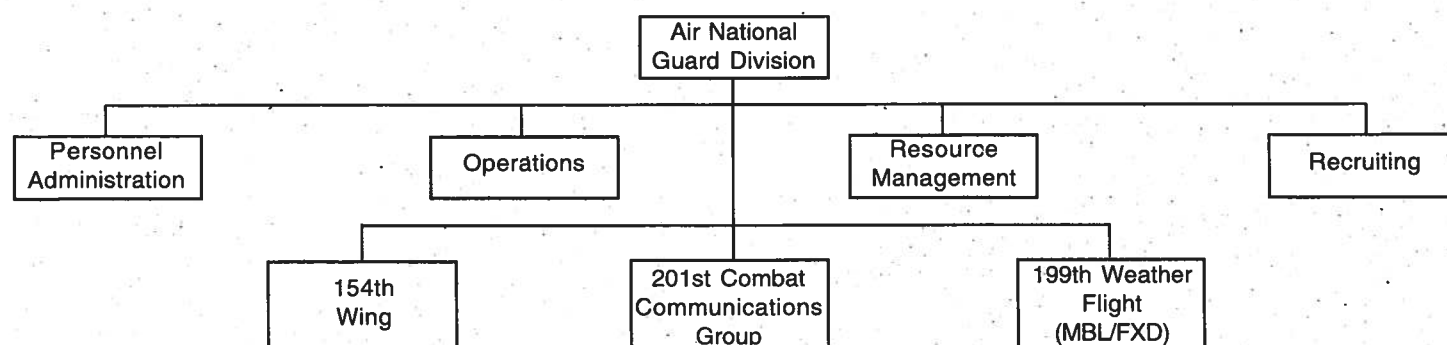 Air National
Guard Division
Personnel
Administration
Operations
Resource
Management
Recruiting
154th
Wing
201st Combat
Communications
Group
199th Weather
Flight
(MBL/FXD)